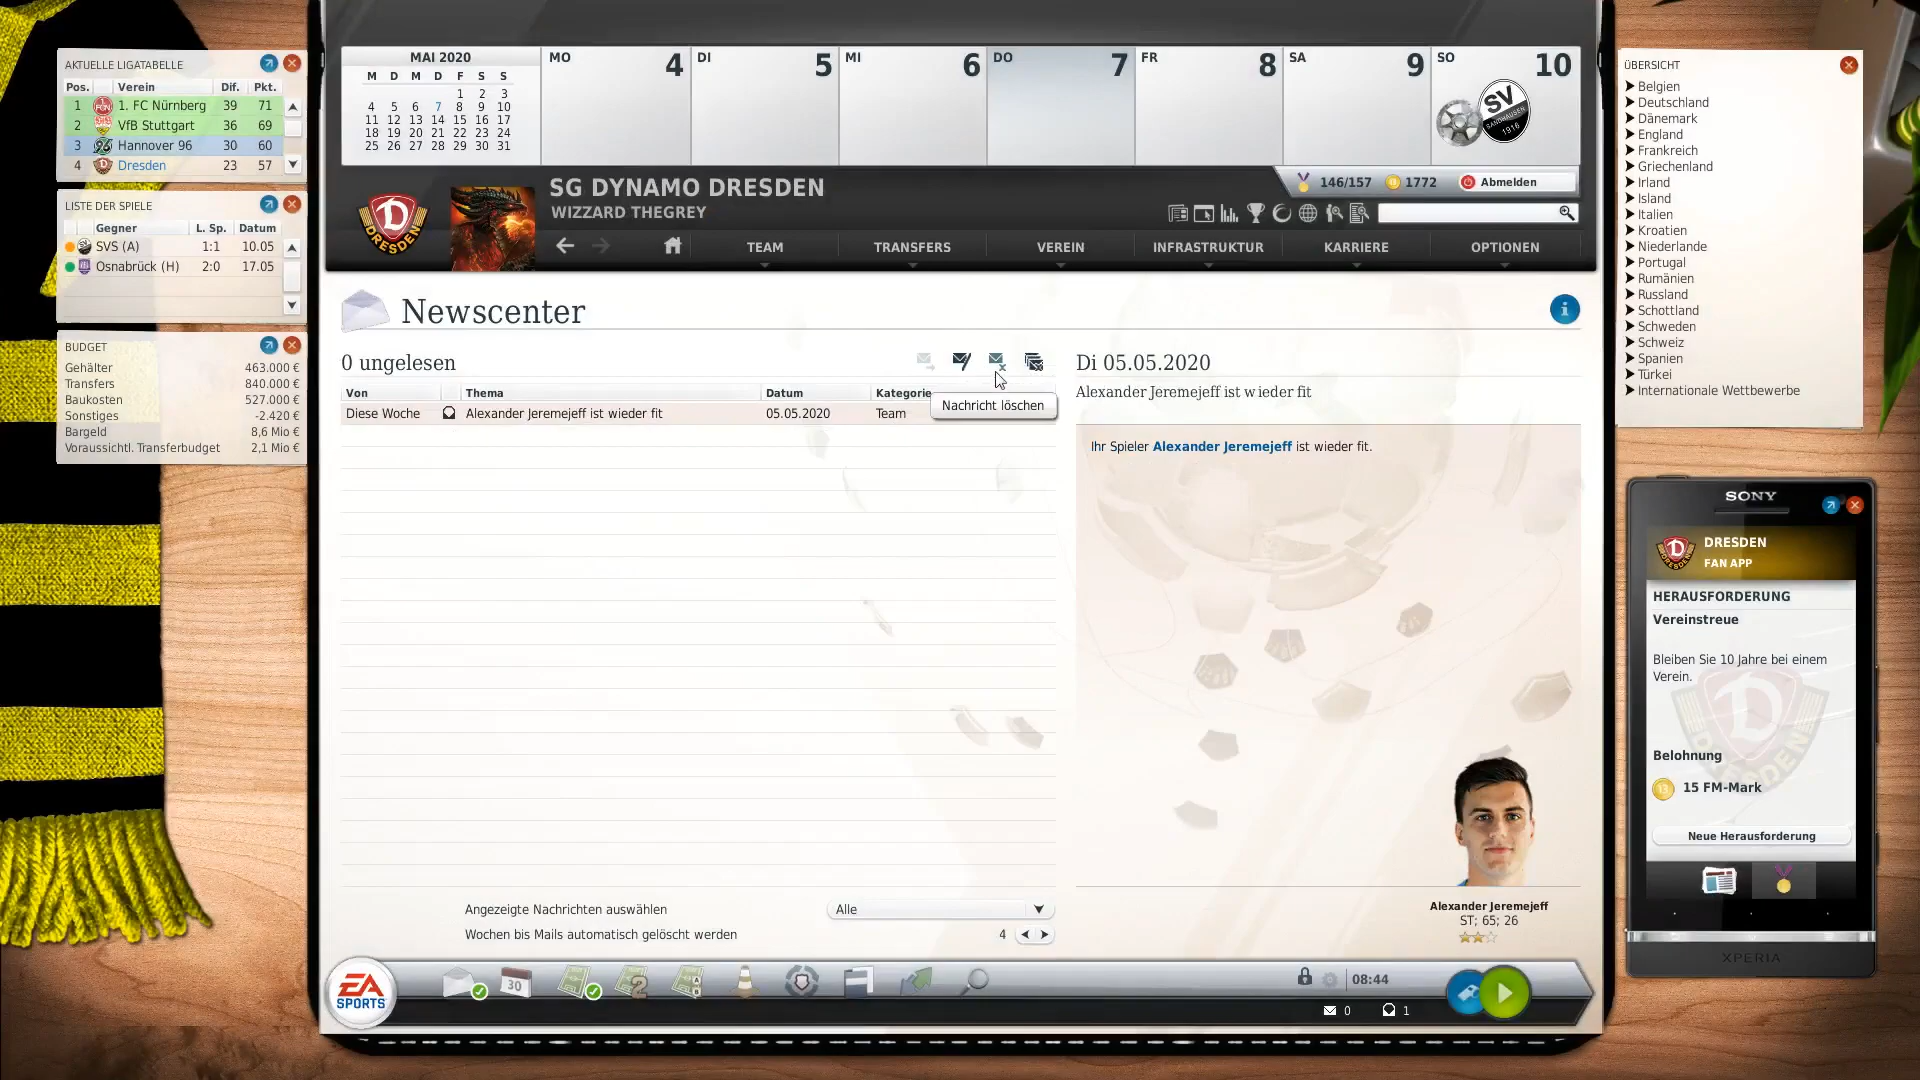 AKTUELLE LIGATABELLE
Pos. Verein Dif. Pkt.
1 1. FC Nürnberg 39 71
2 VfB Stuttgart 36 69
3 Hannover 96 30 60
4 Dresden 23 57
LISTE DER SPIELE
Gegner L. Sp. Datum
SVS (A) 1:1 10.05
Osnabrück (H) 2:0 17.05
BUDGET
Gehälter 463.000 €
Transfers 840.000 €
Baukosten 527.000 €
Sonstiges -2.420 €
Bargeld 8,6 Mio €
Voraussichtl. Transferbudget 2,1 Mio €
MAI 2020
M D M D F S S
1 2 3
4 5 6 7 8 9 10
11 12 13 14 15 16 17
18 19 20 21 22 23 24
25 26 27 28 29 30 31
MO 4 DI 5 MI 6 DO 7 FR 8 SA 9 SO 10
SV
SANDHAUSEN
1916
SG DYNAMO DRESDEN
WIZZARD THEGREY
D
DRESDEN
146/157 1772 Abmelden
TEAM TRANSFERS VEREIN INFRASTRUKTUR KARRIERE OPTIONEN
Newscenter
0 ungelesen
Von Thema Datum Kategorie
Diese Woche Alexander Jeremejeff ist wieder fit 05.05.2020 Team
Nachricht löschen
Di 05.05.2020
Alexander Jeremejeff ist wieder fit
Ihr Spieler Alexander Jeremejeff ist wieder fit.
Alexander Jeremejeff
ST; 65; 26
Angezeigte Nachrichten auswählen Alle
Wochen bis Mails automatisch gelöscht werden 4
EA
SPORTS
30
2
08:44
0 1
ÜBERSICHT
Belgien
Deutschland
Dänemark
England
Frankreich
Griechenland
Irland
Island
Italien
Kroatien
Niederlande
Portugal
Rumänien
Russland
Schottland
Schweden
Schweiz
Spanien
Türkei
Internationale Wettbewerbe
SONY
DRESDEN
FAN APP
HERAUSFORDERUNG
Vereinstreue
Bleiben Sie 10 Jahre bei einem
Verein.
Belohnung
15 FM-Mark
Neue Herausforderung
XPERIA